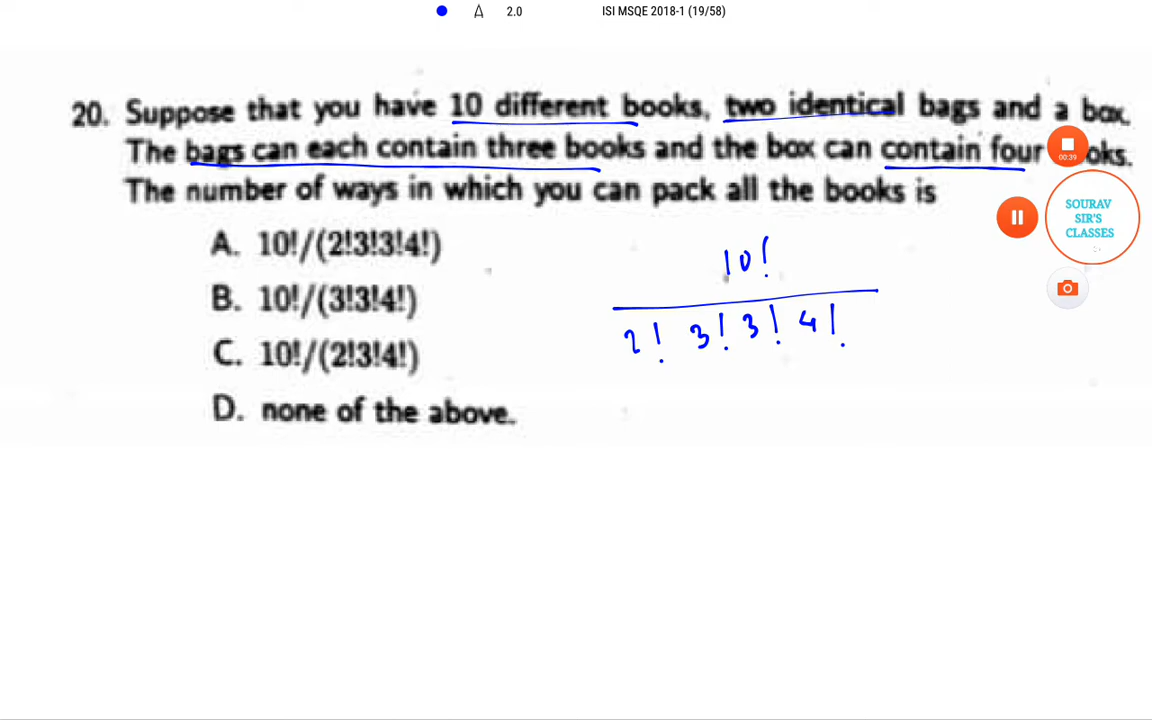 A 2.0 ISI MSQE 2018-1 (19/58)
20. Suppose that you have 10 different books, two identical bags and a box.
The bags can each contain three books and the box can contain four oks.
The number of ways in which you can pack all the books is
A. 10!/(2!3!3!4!)
B. 10!/(3!3!4!)
C. 10!/(2!3!4!)
D. none of the above.
10!
2! 3! 3! 4!
00:39
SOURAV
SIR'S
CLASSES